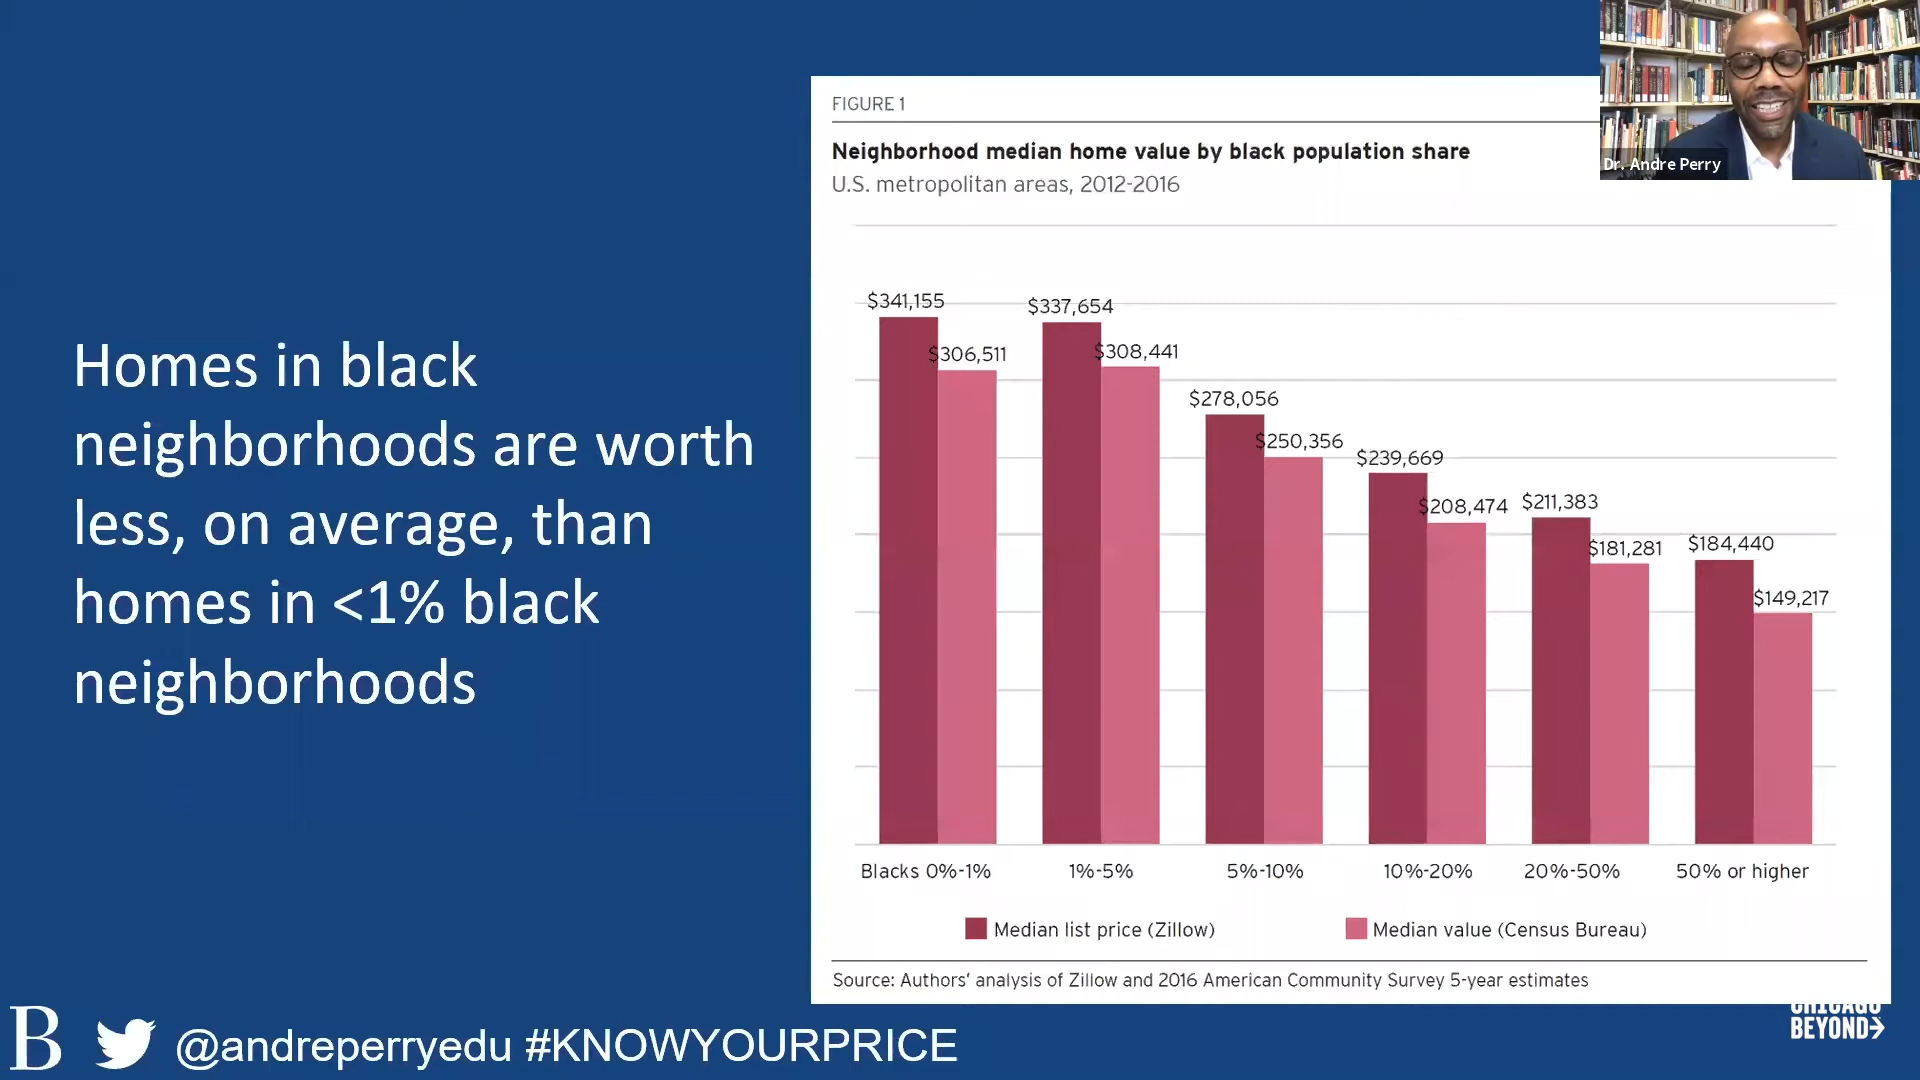 Dr. Andre Perry
Homes in black
neighborhoods are worth
less, on average, than
homes in <1% black
neighborhoods
FIGURE 1
Neighborhood median home value by black population share
U.S. metropolitan areas, 2012-2016
$341,155
$306,511
$337,654
$308,441
$278,056
$250,356
$239,669
$208,474
$211,383
$181,281
$184,440
$149,217
Blacks 0%-1%
1%-5%
5%-10%
10%-20%
20%-50%
50% or higher
Median list price (Zillow)
Median value (Census Bureau)
Source: Authors' analysis of Zillow and 2016 American Community Survey 5-year estimates
B
@andreperryedu #KNOWYOURPRICE
CHICAGO
BEYOND